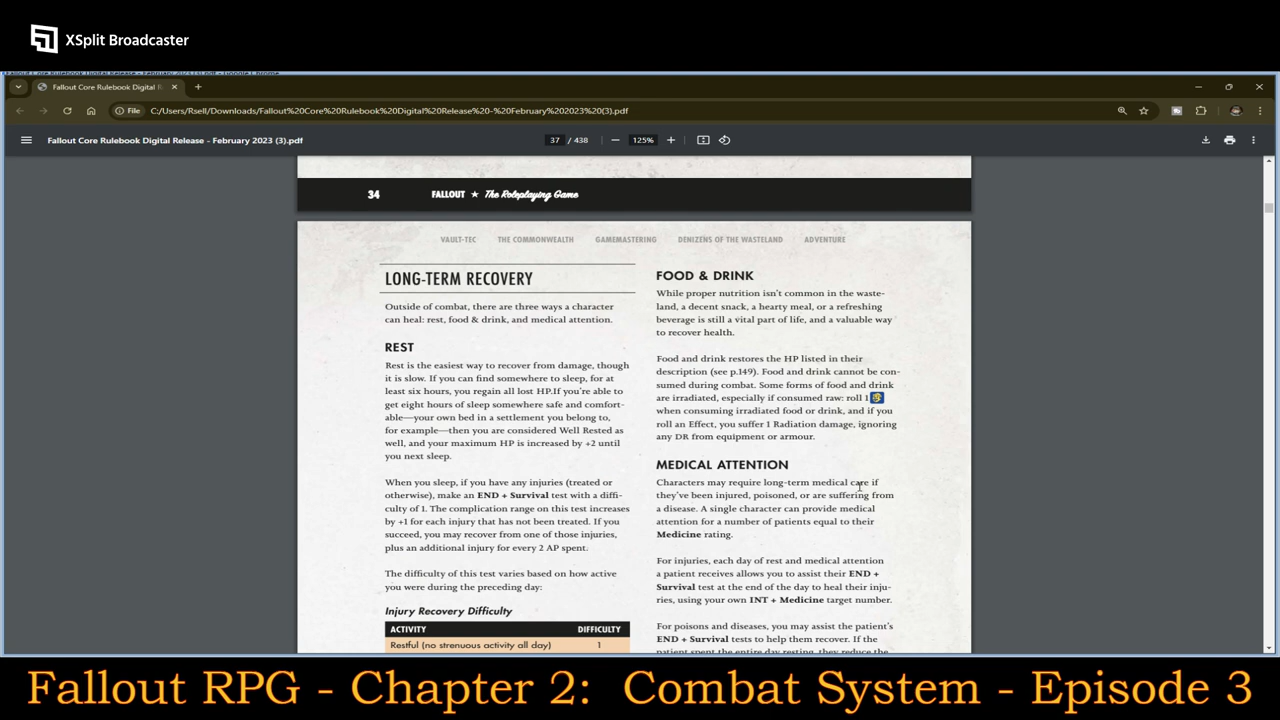 XSplit Broadcaster
Fallout Core Rulebook Digital Release - February 2023 (3).pdf - Google Chrome
Fallout Core Rulebook Digital R
File
C:/Users/Rsell/Downloads/Fallout%20Core%20Rulebook%20Digital%20Release%20-%20February%202023%20(3).pdf
Fallout Core Rulebook Digital Release - February 2023 (3).pdf
37 / 438
125%
34 FALLOUT ★ The Roleplaying Game
VAULT-TEC THE COMMONWEALTH GAMEMASTERING DENIZENS OF THE WASTELAND ADVENTURE
LONG-TERM RECOVERY
Outside of combat, there are three ways a character
can heal: rest, food & drink, and medical attention.
REST
Rest is the easiest way to recover from damage, though
it is slow. If you can find somewhere to sleep, for at
least six hours, you regain all lost HP.If you're able to
get eight hours of sleep somewhere safe and comfort-
able—your own bed in a settlement you belong to,
for example—then you are considered Well Rested as
well, and your maximum HP is increased by +2 until
you next sleep.
When you sleep, if you have any injuries (treated or
otherwise), make an END + Survival test with a diffi-
culty of 1. The complication range on this test increases
by +1 for each injury that has not been treated. If you
succeed, you may recover from one of those injuries,
plus an additional injury for every 2 AP spent.
The difficulty of this test varies based on how active
you were during the preceding day:
Injury Recovery Difficulty
ACTIVITY DIFFICULTY
Restful (no strenuous activity all day) 1
FOOD & DRINK
While proper nutrition isn't common in the waste-
land, a decent snack, a hearty meal, or a refreshing
beverage is still a vital part of life, and a valuable way
to recover health.
Food and drink restores the HP listed in their
description (see p.149). Food and drink cannot be con-
sumed during combat. Some forms of food and drink
are irradiated, especially if consumed raw: roll 1
when consuming irradiated food or drink, and if you
roll an Effect, you suffer 1 Radiation damage, ignoring
any DR from equipment or armour.
MEDICAL ATTENTION
Characters may require long-term medical care if
they've been injured, poisoned, or are suffering from
a disease. A single character can provide medical
attention for a number of patients equal to their
Medicine rating.
For injuries, each day of rest and medical attention
a patient receives allows you to assist their END +
Survival test at the end of the day to heal their inju-
ries, using your own INT + Medicine target number.
For poisons and diseases, you may assist the patient's
END + Survival tests to help them recover. If the
patient spent the entire day resting, they reduce the
Fallout RPG - Chapter 2: Combat System - Episode 3